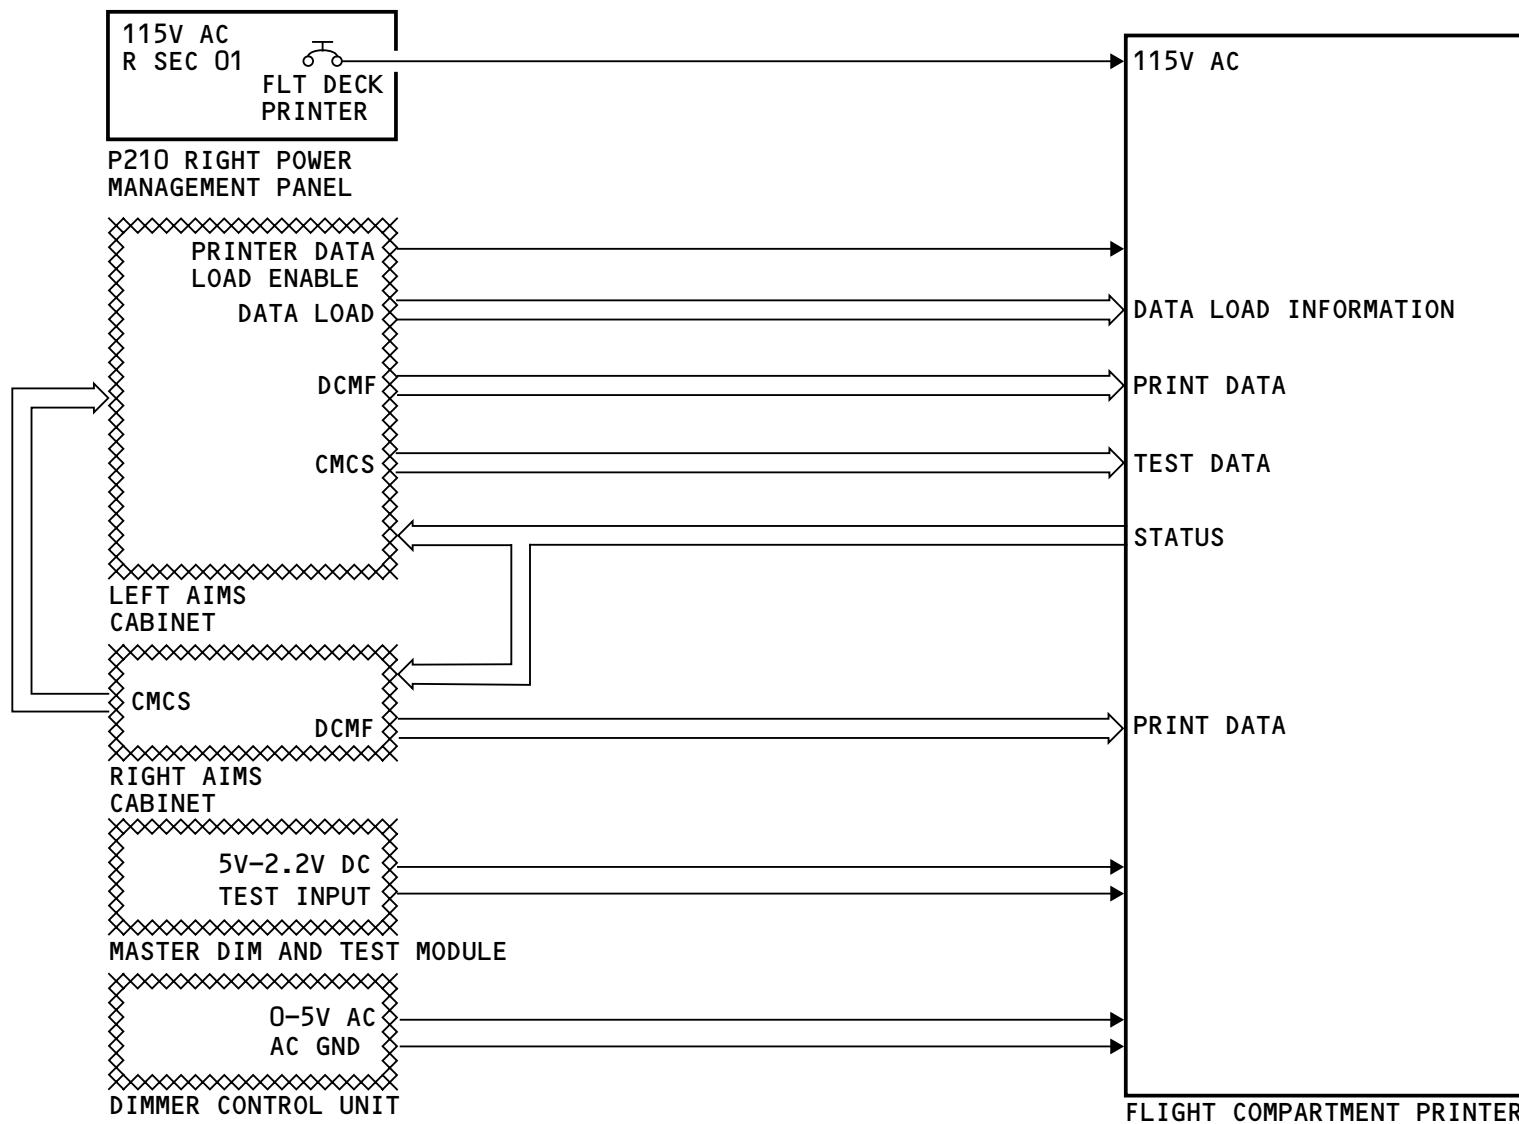 115V AC
R SEC 01
FLT DECK
PRINTER
P210 RIGHT POWER
MANAGEMENT PANEL
115V AC
PRINTER DATA
LOAD ENABLE
DATA LOAD
DATA LOAD INFORMATION
DCMF
PRINT DATA
CMCS
TEST DATA
STATUS
LEFT AIMS
CABINET
CMCS
DCMF
PRINT DATA
RIGHT AIMS
CABINET
5V-2.2V DC
TEST INPUT
MASTER DIM AND TEST MODULE
0-5V AC
AC GND
DIMMER CONTROL UNIT
FLIGHT COMPARTMENT PRINTER